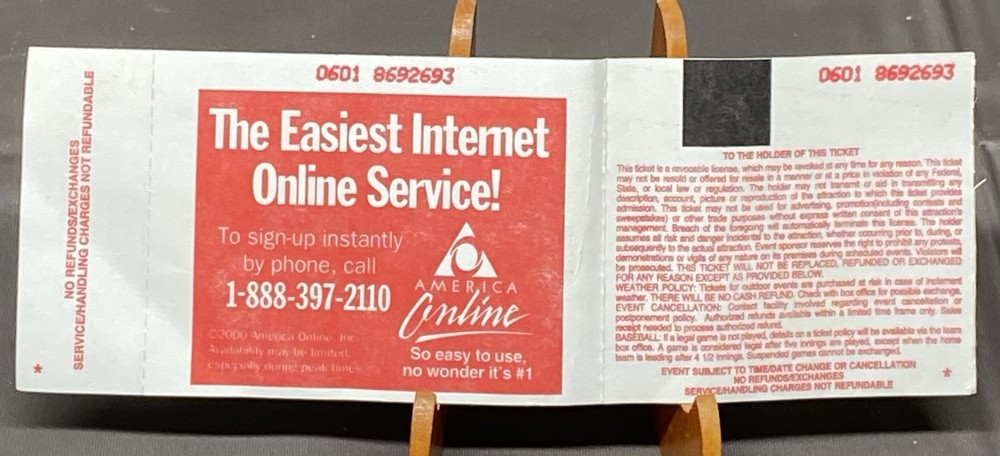 NO REFUNDS/EXCHANGES
SERVICE/HANDLING CHARGES NOT REFUNDABLE
*
0601 8692693
The Easiest Internet
Online Service!
To sign-up instantly
by phone, call
1-888-397-2110
©2000 America Online, Inc.
Availability may be limited,
especially during peak times.
AMERICA
Online
So easy to use,
no wonder it's #1
0601 8692693
TO THE HOLDER OF THIS TICKET
This ticket is a revocable license, which may be revoked at any time for any reason. This ticket
may not be resold or offered for resale in a manner or at a price in violation of any Federal,
State, or local law or regulation. The holder may not transmit or aid in transmitting any
description, account, picture or reproduction of the attraction to which this ticket provides
admission. This ticket may not be used for advertising, promotion(including contests and
sweepstakes) or other trade purposes without express written consent of this attraction's
management. Breach of the foregoing will automatically terminate this license. The holder
assumes all risk and danger incidental to the attraction, whether occurring prior to, during, or
subsequently to the actual attraction. Event sponsor reserves the right to prohibit any protests,
demonstrations or vigils of any nature on its premises during scheduled events. Violators will
be prosecuted. THIS TICKET WILL NOT BE REPLACED, REFUNDED OR EXCHANGED
FOR ANY REASON EXCEPT AS PROVIDED BELOW.
WEATHER POLICY: Tickets for outdoor events are purchased at risk in case of inclement
weather. THERE WILL BE NO CASH REFUND. Check with box office for possible exchange.
EVENT CANCELLATION: Contact facility involved regarding event cancellation or
postponement policy. Authorized refunds available within a limited time frame only. Sales
receipt needed to process authorized refund.
BASEBALL: If a legal game is not played, details on a ticket policy will be available via the team
box office. A game is considered legal after five innings are played, except when the home
team is leading after 4 1/2 innings. Suspended games cannot be exchanged.
EVENT SUBJECT TO TIME/DATE CHANGE OR CANCELLATION
NO REFUNDS/EXCHANGES
SERVICE/HANDLING CHARGES NOT REFUNDABLE
*